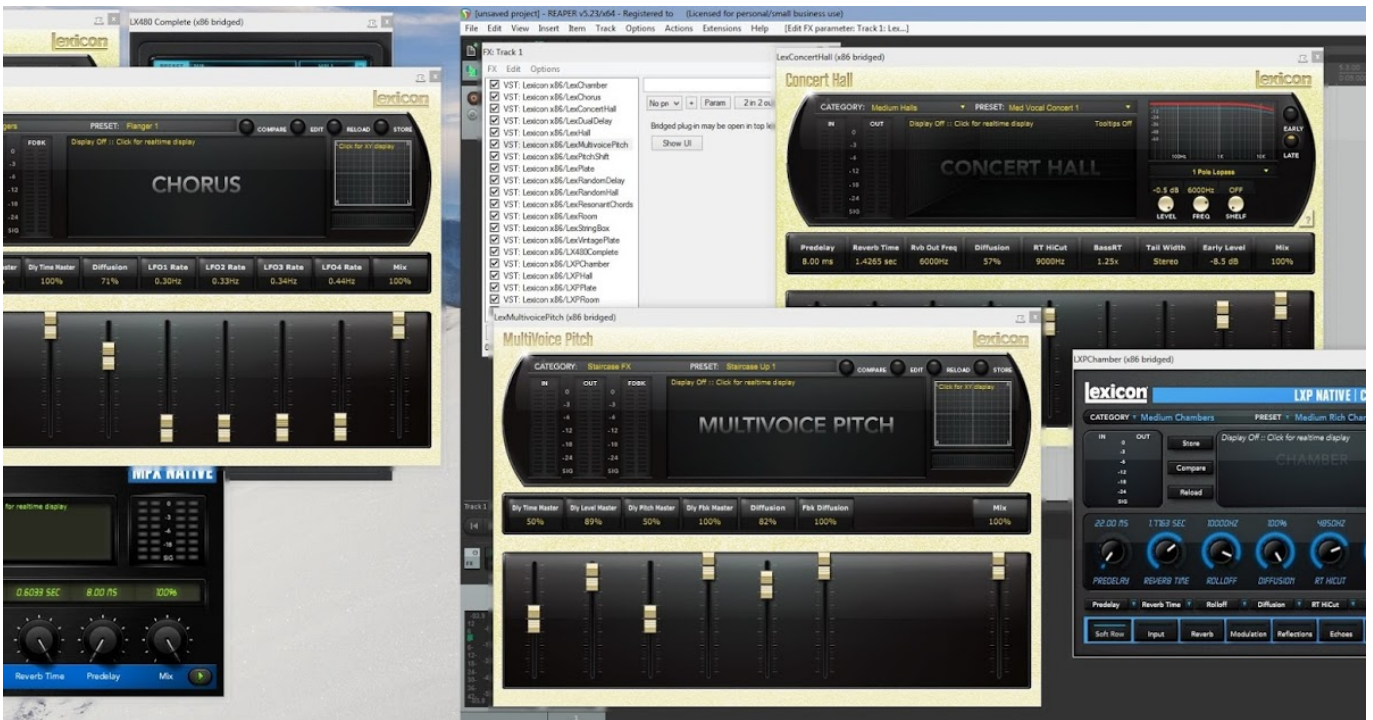 LX480 Complete (x86 bridged)
lexicon
lexicon
PRESET: Flanger 1
COMPARE
EDIT
RELOAD
STORE
FDBK
Display Off :: Click for realtime display
Click for XY display
0
-3
-12
-18
-24
SIG
CHORUS
Dly Time Master
Diffusion
LFO1 Rate
LFO2 Rate
LFO3 Rate
LFO4 Rate
Mix
100%
71%
0.30Hz
0.33Hz
0.34Hz
0.44Hz
100%
MPX NATIVE
for realtime display
0
-3
SIG
0.6033 SEC
8.00 MS
100%
Reverb Time
Predelay
Mix
[unsaved project] - REAPER v5.23/x64 - Registered to (Licensed for personal/small business use)
File Edit View Insert Item Track Options Actions Extensions Help [Edit FX parameter: Track 1: Lex...]
FX: Track 1
FX Edit Options
VST: Lexicon x86/LexChamber
VST: Lexicon x86/LexChorus
VST: Lexicon x86/LexConcertHall
VST: Lexicon x86/LexDualDelay
VST: Lexicon x86/LexHall
VST: Lexicon x86/LexMultivoicePitch
VST: Lexicon x86/LexPitchShift
VST: Lexicon x86/LexPlate
VST: Lexicon x86/LexRandomDelay
VST: Lexicon x86/LexRandomHall
VST: Lexicon x86/LexResonantChords
VST: Lexicon x86/LexRoom
VST: Lexicon x86/LexStringBox
VST: Lexicon x86/LexVintagePlate
VST: Lexicon x86/LX480Complete
VST: Lexicon x86/LXPChamber
VST: Lexicon x86/LXPHall
VST: Lexicon x86/LXPPlate
VST: Lexicon x86/LXPRoom
No pr
+
Param
2 in 2 ou
Bridged plug-in may be open in top le
Show UI
LexConcertHall (x86 bridged)
Concert Hall
lexicon
CATEGORY: Medium Halls
PRESET: Med Vocal Concert 1
IN
OUT
Display Off :: Click for realtime display
Tooltips Off
EARLY
LATE
CONCERT HALL
100Hz 1K 10K
1 Pole Lopass
-0.5 dB 6000Hz OFF
LEVEL FREQ SHELF
?
Predelay
Reverb Time
Rvb Out Freq
Diffusion
RT HiCut
BassRT
Tail Width
Early Level
Mix
8.00 ms
1.4265 sec
6000Hz
57%
9000Hz
1.25x
Stereo
-8.5 dB
100%
LexMultivoicePitch (x86 bridged)
MultiVoice Pitch
lexicon
CATEGORY: Staircase FX
PRESET: Staircase Up 1
COMPARE
EDIT
RELOAD
STORE
IN
OUT
FDBK
Display Off :: Click for realtime display
Click for XY display
MULTIVOICE PITCH
Dly Time Master
Dly Level Master
Dly Pitch Master
Dly Fbk Master
Diffusion
Fbk Diffusion
Mix
50%
89%
50%
100%
82%
100%
100%
Track 1
FX
LXPChamber (x86 bridged)
lexicon
LXP NATIVE | C
CATEGORY
Medium Chambers
PRESET
Medium Rich Cha
IN
OUT
Store
Compare
Reload
Display Off :: Click for realtime display
CHAMBER
22.00 MS
1.1763 SEC
10000HZ
100%
4850HZ
PREDELAY
REVERB TIME
ROLLOFF
DIFFUSION
RT HICUT
Predelay
Reverb Time
Rolloff
Diffusion
RT HiCut
Soft Row
Input
Reverb
Modulation
Reflections
Echoes